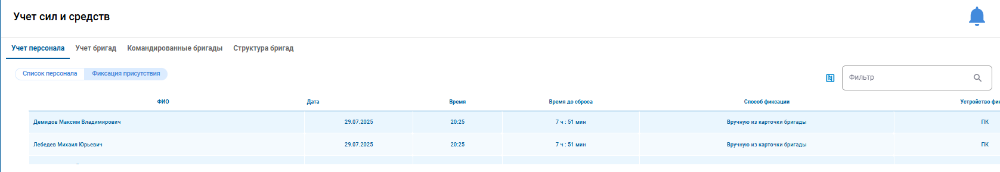 Учет сил и средств
Учет персонала Учет бригад Командированные бригады Структура бригад
Список персонала Фиксация присутствия
Фильтр
ФИО Дата Время Время до сброса Способ фиксации Устройство
Демидов Максим Владимирович 29.07.2025 20:25 7 ч : 51 мин Вручную из карточки бригады ПК
Лебедев Михаил Юрьевич 29.07.2025 20:25 7 ч : 51 мин Вручную из карточки бригады ПК